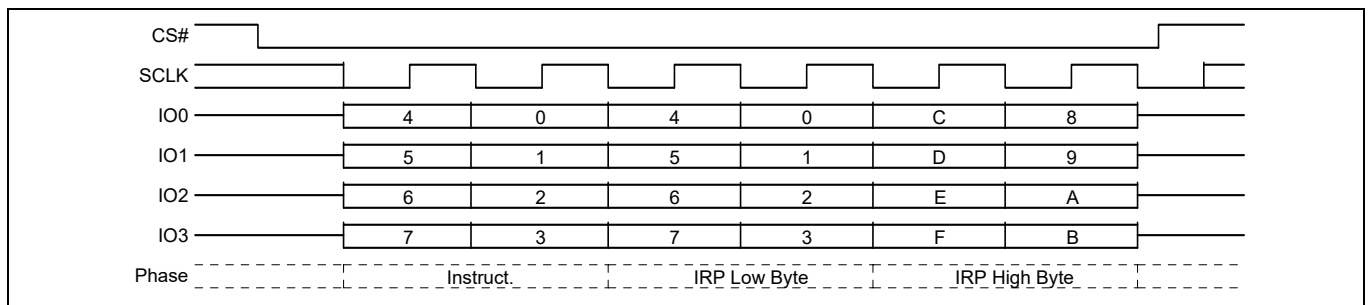 CS#
SCLK
IO0 4 0 4 0 C 8
IO1 5 1 5 1 D 9
IO2 6 2 6 2 E A
IO3 7 3 7 3 F B
Phase Instruct. IRP Low Byte IRP High Byte